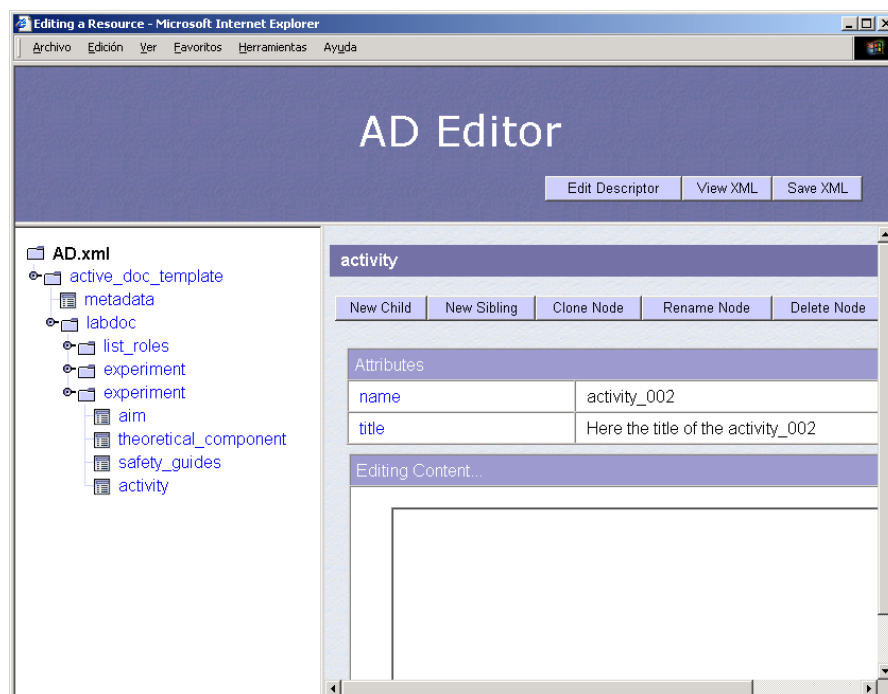 Editing a Resource - Microsoft Internet Explorer
Archivo Edición Ver Favoritos Herramientas Ayuda
AD Editor
Edit Descriptor View XML Save XML
AD.xml
active_doc_template
metadata
labdoc
list_roles
experiment
experiment
aim
theoretical_component
safety_guides
activity
activity
New Child New Sibling Clone Node Rename Node Delete Node
Attributes
name activity_002
title Here the title of the activity_002
Editing Content...